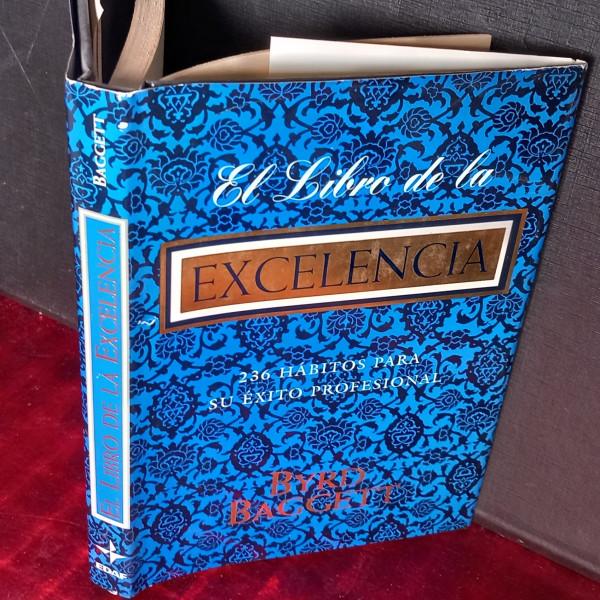 BAGGETT
EL LIBRO DE LA EXCELENCIA
EDAF
El Libro de la
EXCELENCIA
236 HÁBITOS PARA
SU ÉXITO PROFESIONAL
BYRD
BAGGETT